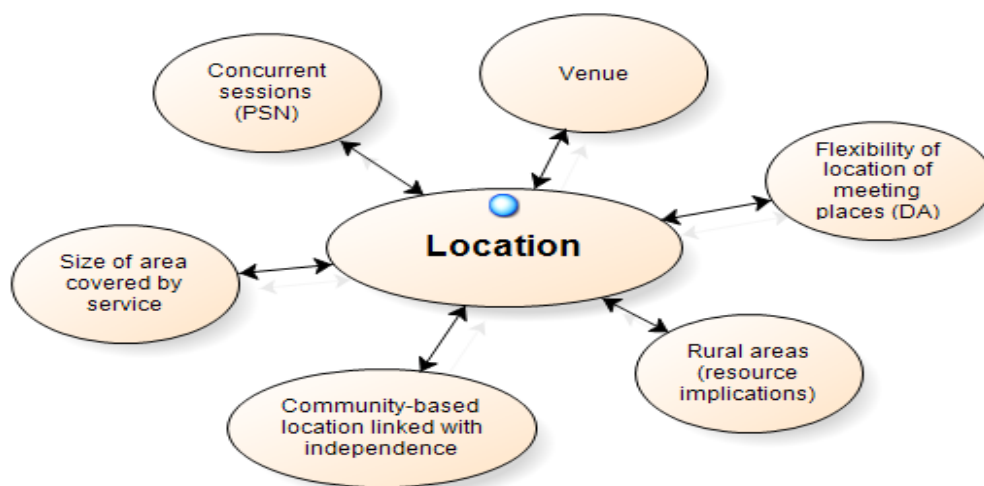 Concurrent
sessions
(PSN)
Venue
Flexibility of
location of
meeting
places (DA)
Location
Size of area
covered by
service
Rural areas
(resource
implications)
Community-based
location linked with
independence